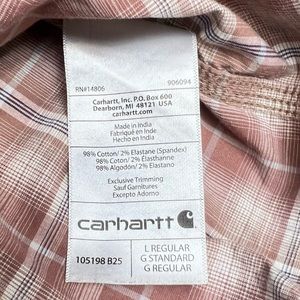 RN#14806 906094
Carhartt, Inc. P.O. Box 600
Dearborn, MI 48121 USA
carhartt.com
Made in India
Fabriqué en Inde
Hecho en India
98% Cotton/ 2% Elastane (Spandex)
98% Coton/ 2% Élasthanne
98% Algodón/ 2% Elastano
Exclusive Trimming
Sauf Garnitures
Excepto Adorno
carhartt
105198 B25
L REGULAR
G STANDARD
G REGULAR